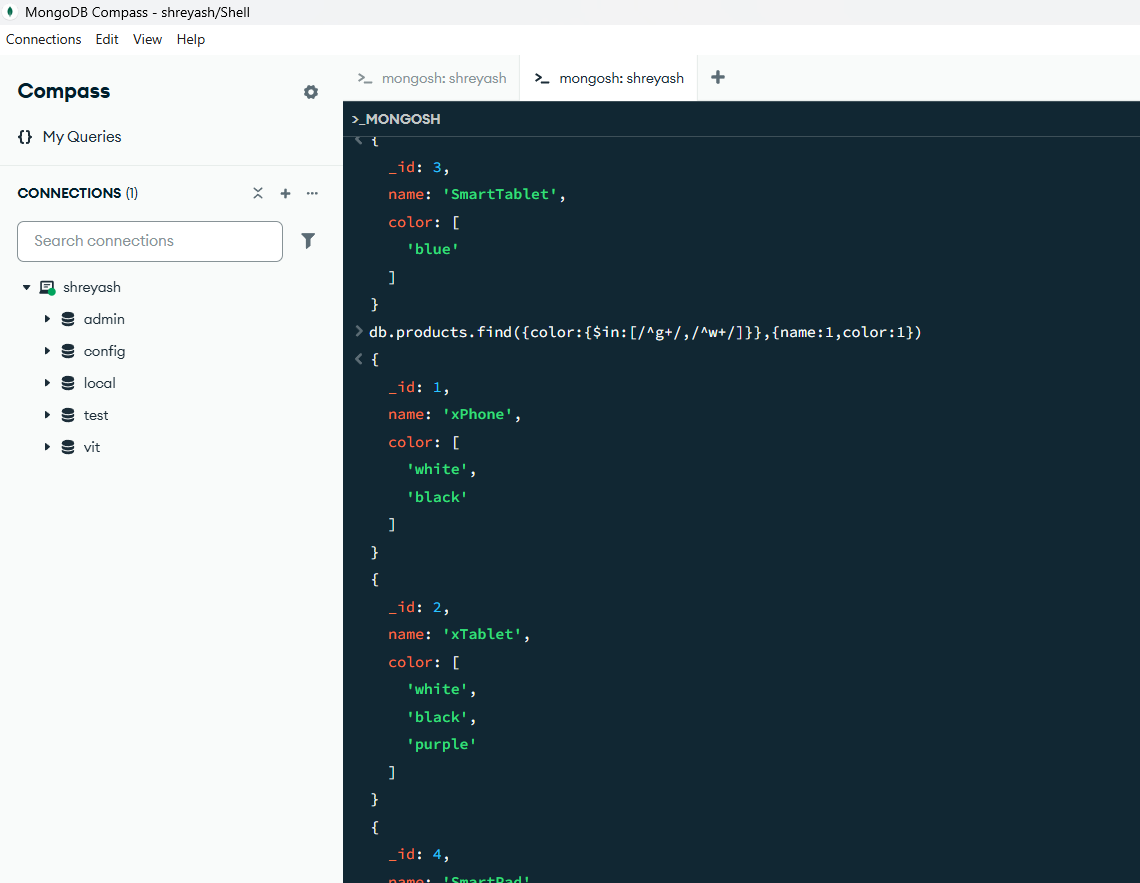 MongoDB Compass - shreyash/Shell
Connections Edit View Help
Compass
{} My Queries
CONNECTIONS (1)
Search connections
shreyash
admin
config
local
test
vit
>_ mongosh: shreyash >_ mongosh: shreyash +
>_MONGOSH
< {
_id: 3,
name: 'SmartTablet',
color: [
'blue'
]
}
> db.products.find({color:{$in:[/^g+/,/^w+/]}},{name:1,color:1})
< {
_id: 1,
name: 'xPhone',
color: [
'white',
'black'
]
}
{
_id: 2,
name: 'xTablet',
color: [
'white',
'black',
'purple'
]
}
{
_id: 4,
name: 'SmartPad',